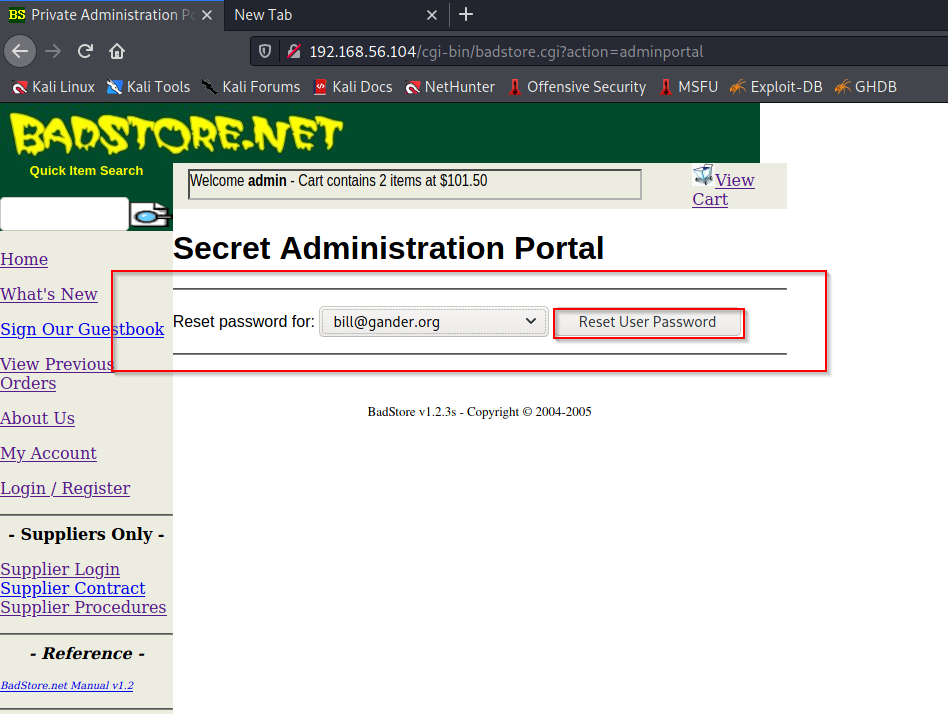 BS Private Administration Po
New Tab
192.168.56.104/cgi-bin/badstore.cgi?action=adminportal
Kali Linux Kali Tools Kali Forums Kali Docs NetHunter Offensive Security MSFU Exploit-DB GHDB
BADSTORE.NET
Quick Item Search
Welcome admin - Cart contains 2 items at $101.50
View
Cart
Home
What's New
Sign Our Guestbook
View Previous
Orders
About Us
My Account
Login / Register
- Suppliers Only -
Supplier Login
Supplier Contract
Supplier Procedures
- Reference -
BadStore.net Manual v1.2
Secret Administration Portal
Reset password for: bill@gander.org Reset User Password
BadStore v1.2.3s - Copyright © 2004-2005